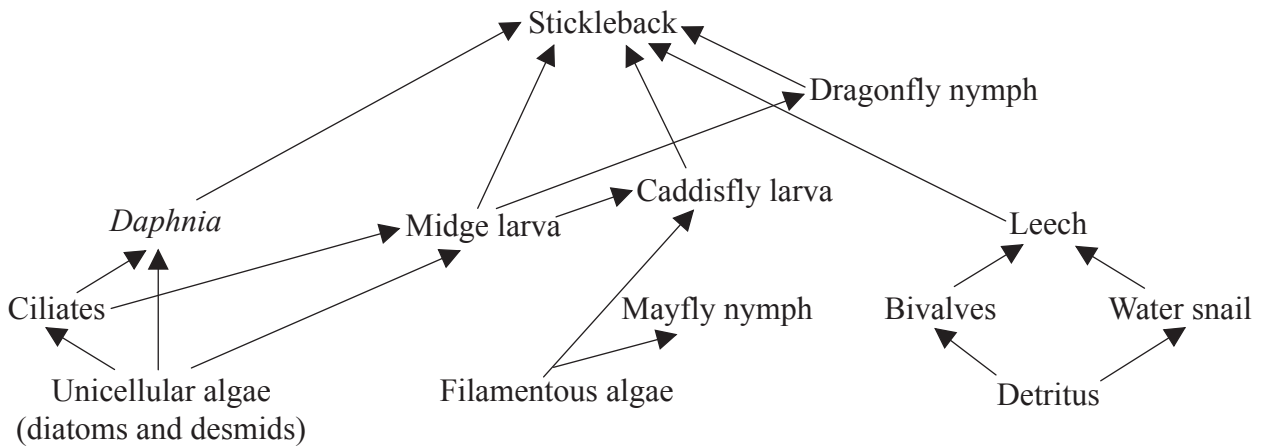 Stickleback
Dragonfly nymph
Caddisfly larva
Daphnia
Midge larva
Leech
Ciliates
Mayfly nymph
Bivalves
Water snail
Unicellular algae
(diatoms and desmids)
Filamentous algae
Detritus